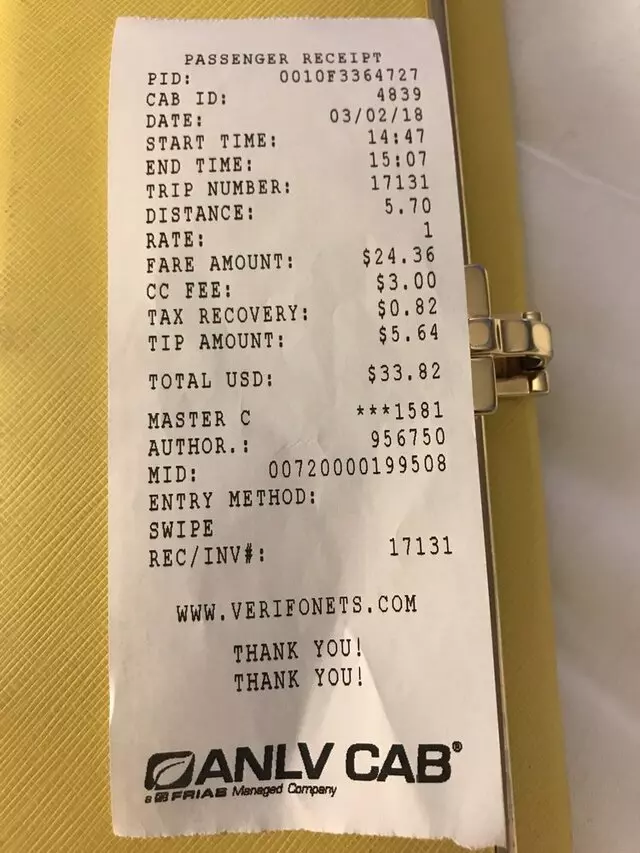 PASSENGER RECEIPT
PID: 0010F3364727
CAB ID: 4839
DATE: 03/02/18
START TIME: 14:47
END TIME: 15:07
TRIP NUMBER: 17131
DISTANCE: 5.70
RATE: 1
FARE AMOUNT: $24.36
CC FEE: $3.00
TAX RECOVERY: $0.82
TIP AMOUNT: $5.64
TOTAL USD: $33.82
MASTER C ***1581
AUTHOR.: 956750
MID: 00720000199508
ENTRY METHOD:
SWIPE
REC/INV#: 17131
WWW.VERIFONETS.COM
THANK YOU!
THANK YOU!
ANLV CAB®
a FRIAS Managed Company